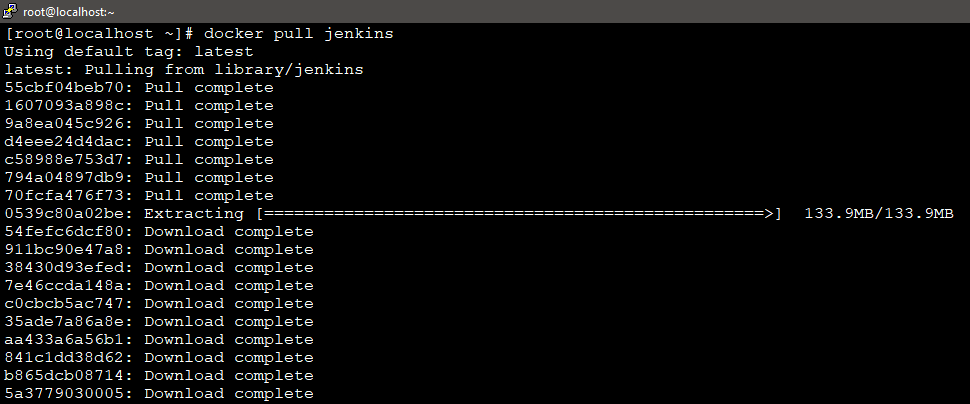 root@localhost:~
[root@localhost ~]# docker pull jenkins
Using default tag: latest
latest: Pulling from library/jenkins
55cbf04beb70: Pull complete
1607093a898c: Pull complete
9a8ea045c926: Pull complete
d4eee24d4dac: Pull complete
c58988e753d7: Pull complete
794a04897db9: Pull complete
70fcfa476f73: Pull complete
0539c80a02be: Extracting [==================================================>]  133.9MB/133.9MB
54fefc6dcf80: Download complete
911bc90e47a8: Download complete
38430d93efed: Download complete
7e46ccda148a: Download complete
c0cbcb5ac747: Download complete
35ade7a86a8e: Download complete
aa433a6a56b1: Download complete
841c1dd38d62: Download complete
b865dcb08714: Download complete
5a3779030005: Download complete